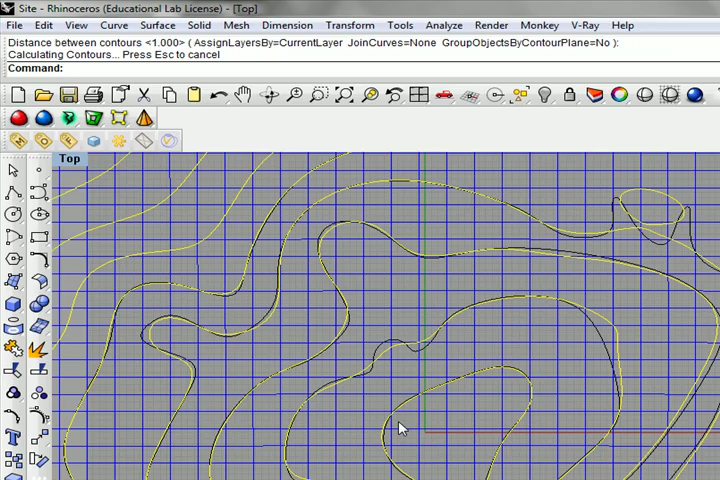 Site - Rhinoceros (Educational Lab License) - [Top]
File Edit View Curve Surface Solid Mesh Dimension Transform Tools Analyze Render Monkey V-Ray Help
Distance between contours <1.000> ( AssignLayersBy=CurrentLayer JoinCurves=None GroupObjectsByContourPlane=No ):
Calculating Contours... Press Esc to cancel
Command:
Top